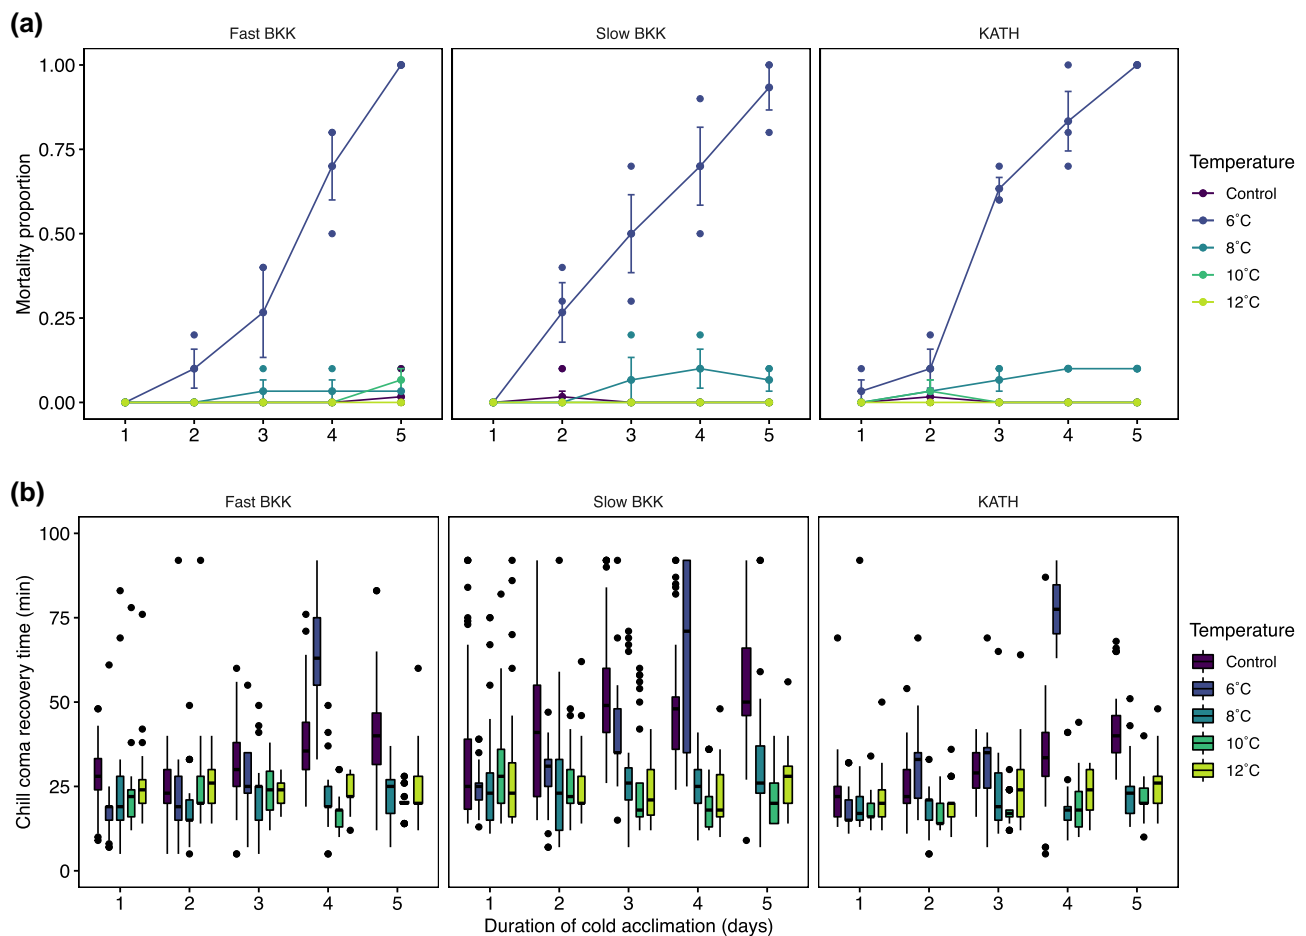 (a)
Fast BKK Slow BKK KATH
Mortality proportion
1.00
0.75
0.50
0.25
0.00
1 2 3 4 5 1 2 3 4 5 1 2 3 4 5
Temperature
Control
6°C
8°C
10°C
12°C
(b)
Fast BKK Slow BKK KATH
Chill coma recovery time (min)
100
75
50
25
0
1 2 3 4 5 1 2 3 4 5 1 2 3 4 5
Duration of cold acclimation (days)
Temperature
Control
6°C
8°C
10°C
12°C